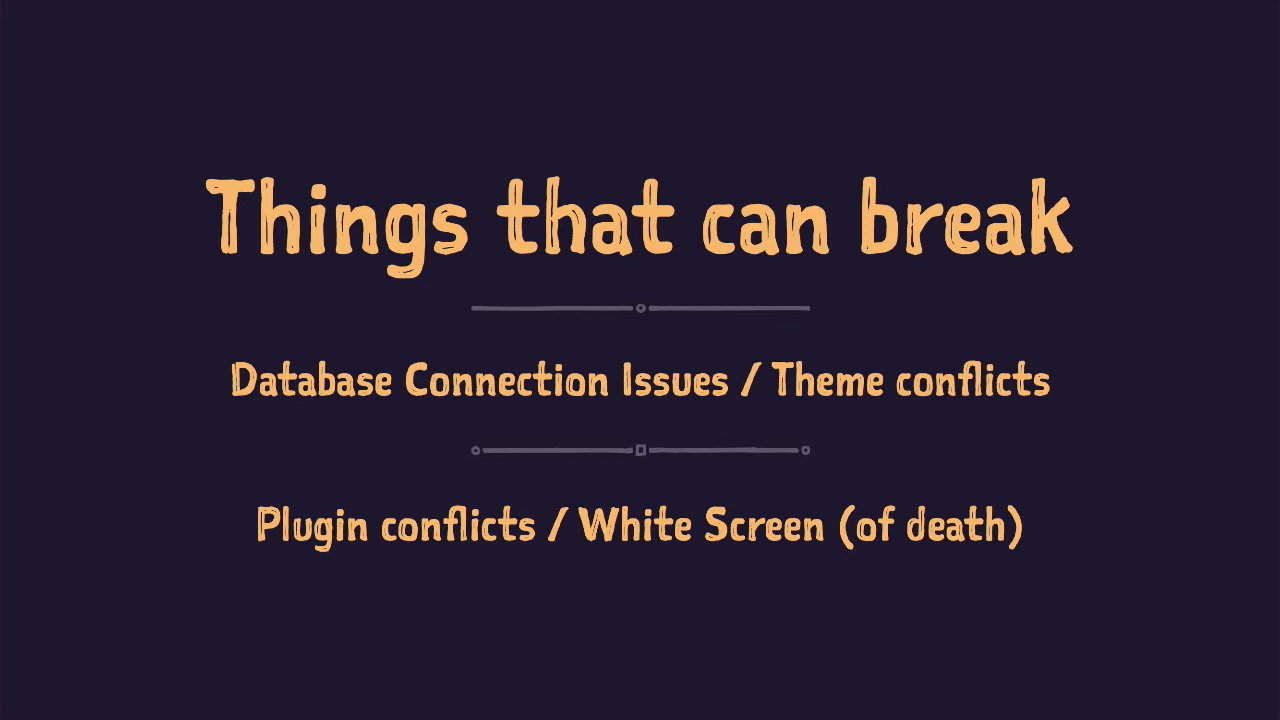 Things that can break
Database Connection Issues / Theme conflicts
Plugin conflicts / White Screen (of death)